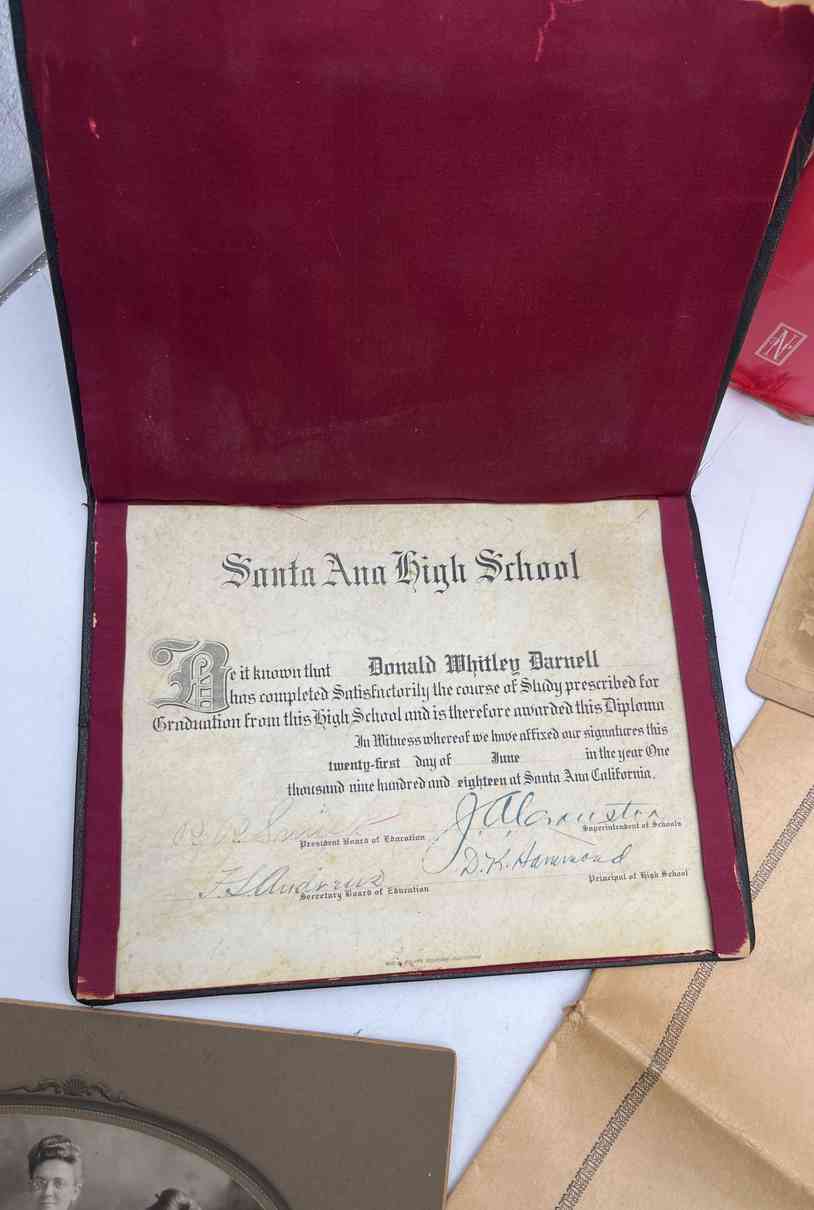 Santa Ana High School
Be it known that Donald Whitley Darnell
has completed Satisfactorily the course of Study prescribed for
Graduation from this High School and is therefore awarded this Diploma
In Witness whereof we have affixed our signatures this
twenty-first day of June in the year One
thousand nine hundred and eighteen at Santa Ana California.
J. A. Cranston
Superintendent of Schools
President Board of Education
D. K. Hammond
Principal of High School
F. L. Andrews
Secretary Board of Education